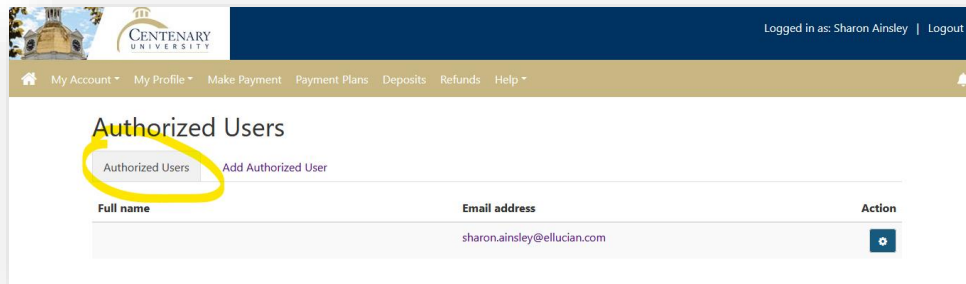 CENTENARY
UNIVERSITY
Logged in as: Sharon Ainsley | Logout
My Account My Profile Make Payment Payment Plans Deposits Refunds Help
Authorized Users
Authorized Users Add Authorized User
Full name Email address Action
sharon.ainsley@ellucian.com